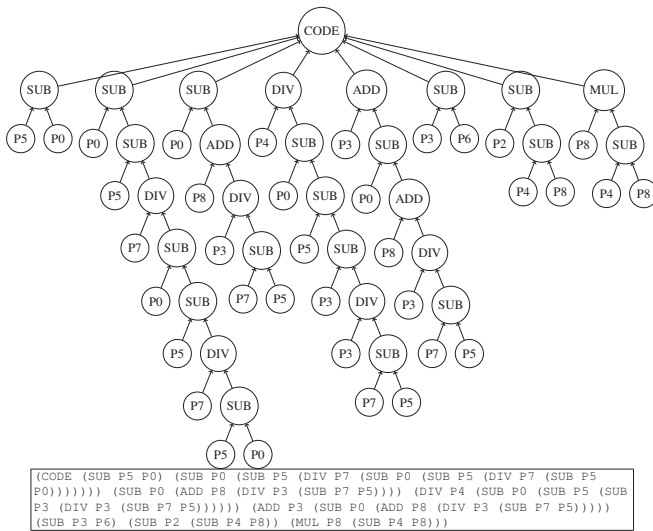 CODE
SUB SUB SUB DIV ADD SUB SUB MUL
P5 P0 P0 SUB P0 ADD P4 SUB P3 SUB P3 P6 P2 SUB P8 SUB
P5 DIV P8 DIV P0 SUB P0 ADD P4 P8 P4 P8
P7 SUB P3 SUB P5 SUB P8 DIV
P0 SUB P7 P5 P3 DIV P3 SUB
P5 DIV P3 SUB P7 P5
P7 SUB P7 P5
P5 P0
(CODE (SUB P5 P0) (SUB P0 (SUB P5 (DIV P7 (SUB P0 (SUB P5 (DIV P7 (SUB P5
P0))))))) (SUB P0 (ADD P8 (DIV P3 (SUB P7 P5)))) (DIV P4 (SUB P0 (SUB P5 (SUB
P3 (DIV P3 (SUB P7 P5)))))) (ADD P3 (SUB P0 (ADD P8 (DIV P3 (SUB P7 P5)))))
(SUB P3 P6) (SUB P2 (SUB P4 P8)) (MUL P8 (SUB P4 P8)))